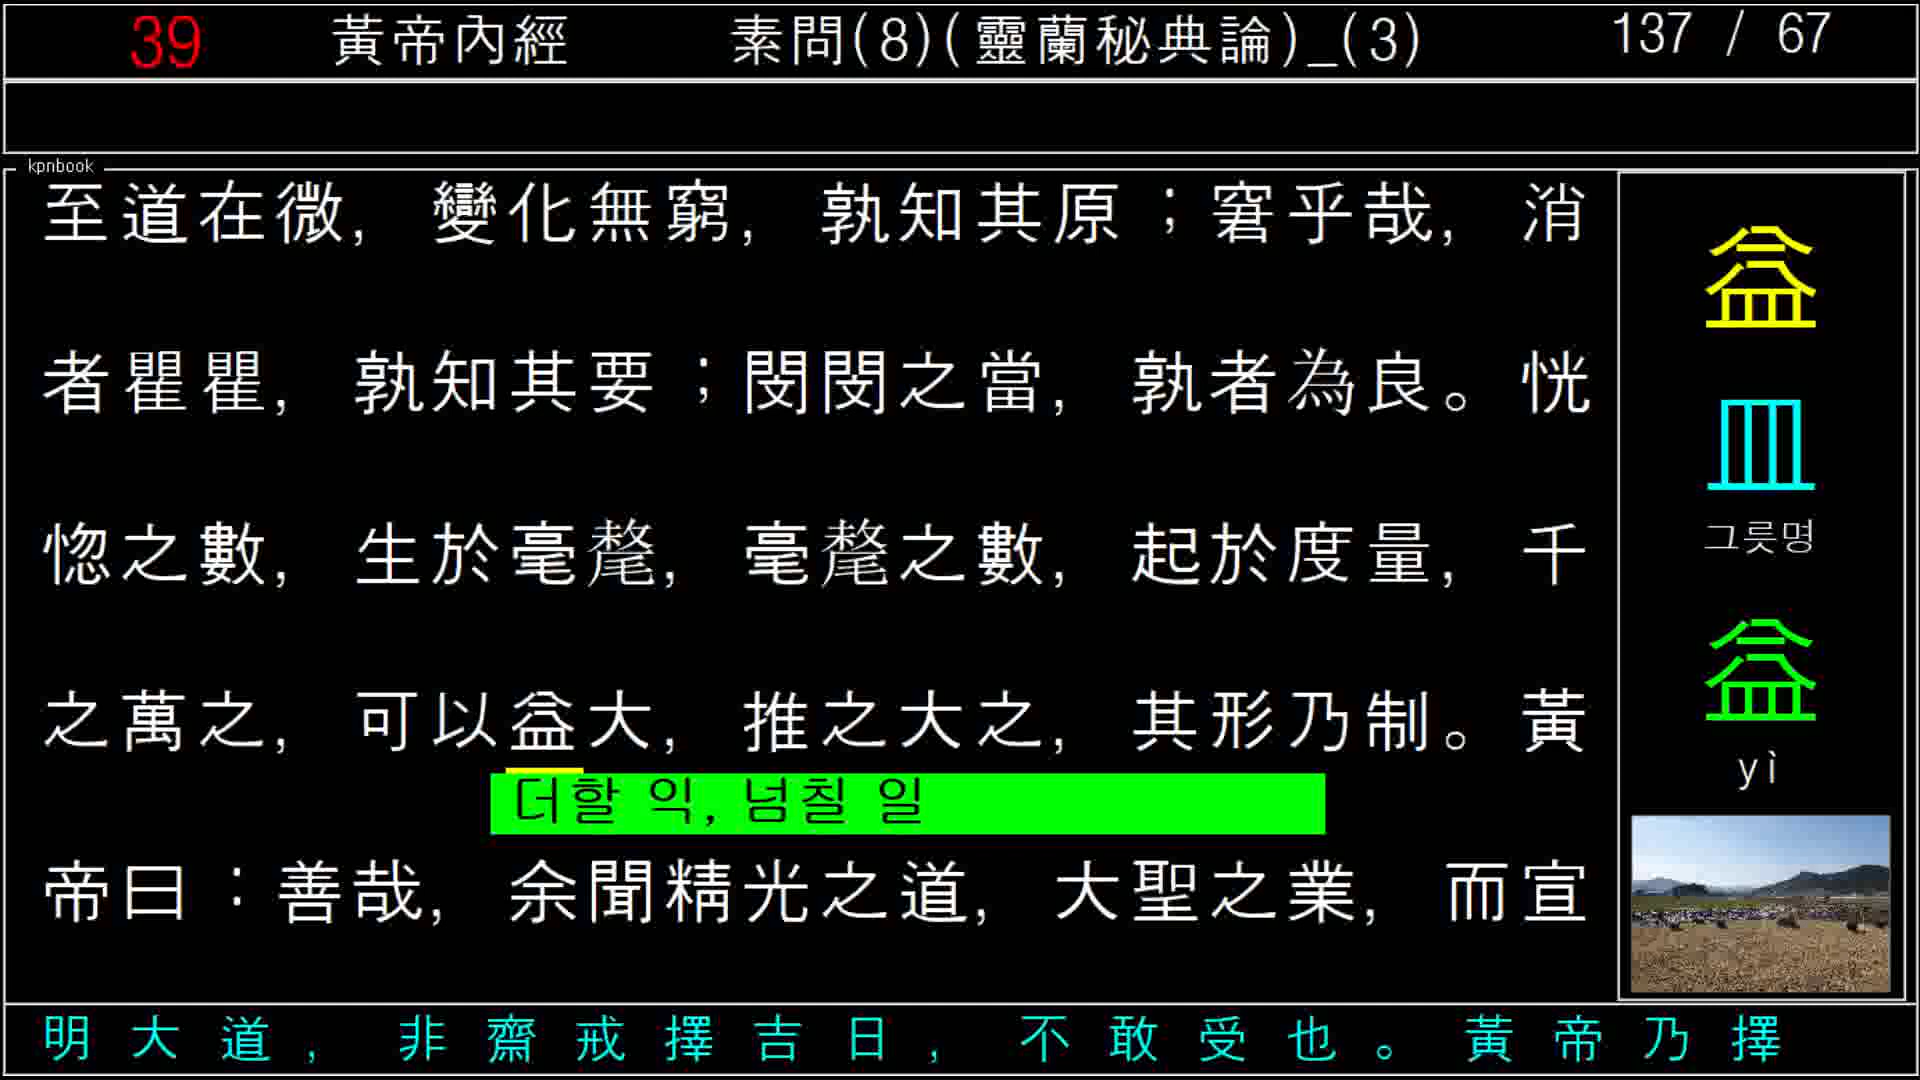 39 黃帝內經 素問(8)(靈蘭秘典論)_(3) 137 / 67
kpnbook
至道在微, 變化無窮, 孰知其原；窘乎哉, 消
者瞿瞿, 孰知其要；閔閔之當, 孰者為良。恍
惚之數, 生於毫氂, 毫氂之數, 起於度量, 千
之萬之, 可以益大, 推之大之, 其形乃制。黃
더할 익, 넘칠 일
帝曰：善哉, 余聞精光之道, 大聖之業, 而宣
益
皿
그릇명
益
yì
明大道, 非齋戒擇吉日, 不敢受也。黃帝乃擇